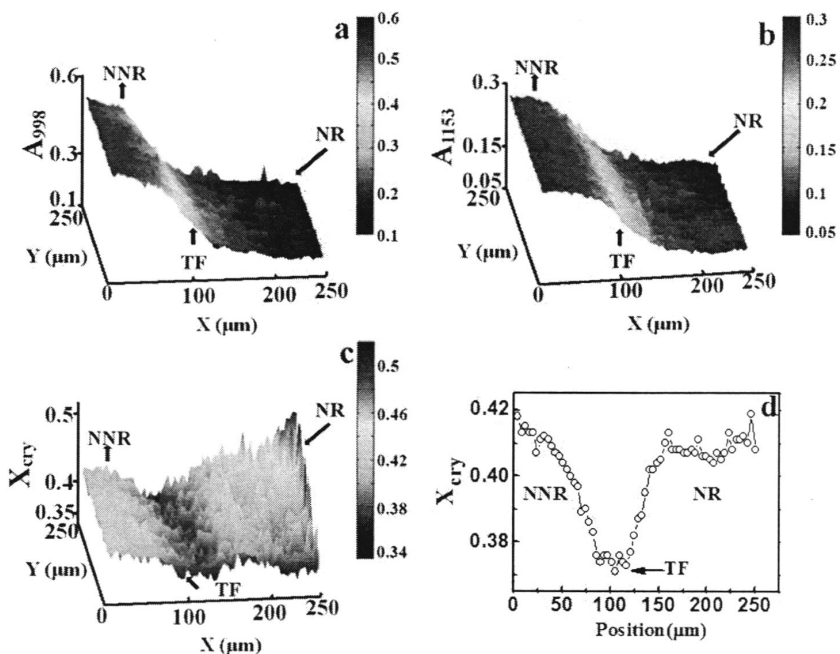 a
0.6
0.5
0.4
0.3
0.2
0.1
NNR
NR
TF
A998
0.6
0.3
0.1
250
Y (μm)
0
100
200
250
X (μm)
b
0.3
0.25
0.2
0.15
0.1
0.05
NNR
NR
TF
A1153
0.3
0.15
0.05
250
Y (μm)
0
100
200
250
X (μm)
c
0.5
0.46
0.42
0.38
0.34
NNR
NR
TF
Xcry
0.5
0.4
0.35
250
Y (μm)
0
100
200
250
X (μm)
d
0.42
0.40
0.38
Xcry
NNR
NR
TF
0 50 100 150 200 250
Position(μm)